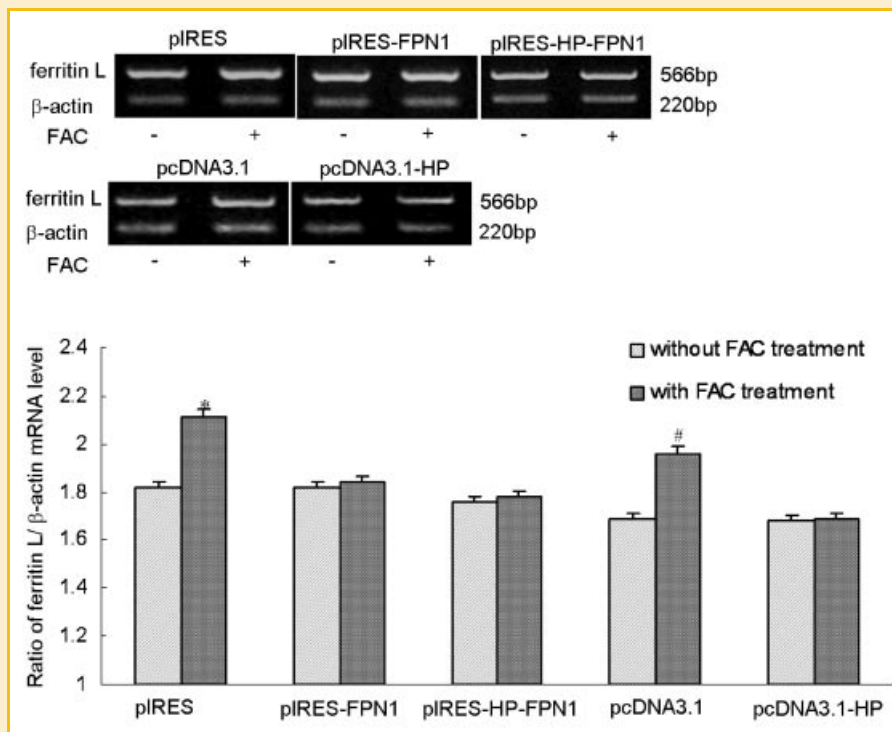 pIRES pIRES-FPN1 pIRES-HP-FPN1
ferritin L 566bp
β-actin 220bp
FAC - + - + - +
pcDNA3.1 pcDNA3.1-HP
ferritin L 566bp
β-actin 220bp
FAC - + - +
Ratio of ferritin L/ β-actin mRNA level
2.4
2.2
2
1.8
1.6
1.4
1.2
1
without FAC treatment
with FAC treatment
*
#
pIRES pIRES-FPN1 pIRES-HP-FPN1 pcDNA3.1 pcDNA3.1-HP